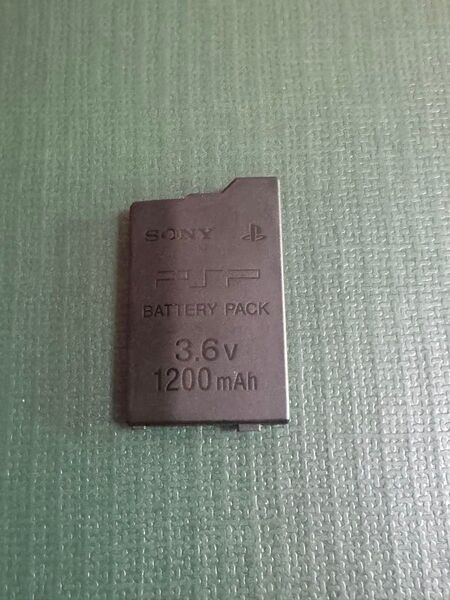 SONY
PSP
BATTERY PACK
3.6V
1200mAh